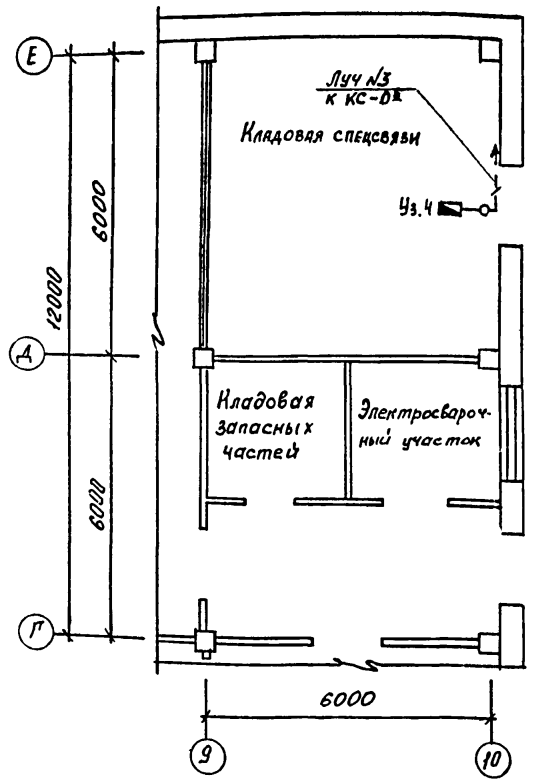 Е
Луч №3
к КС-0
Кладовая спецсвязи
6000
Уз.4
12000
Д
Кладовая
запасных
частей
Электросвароч-
ный участок
6000
Г
6000
9
10